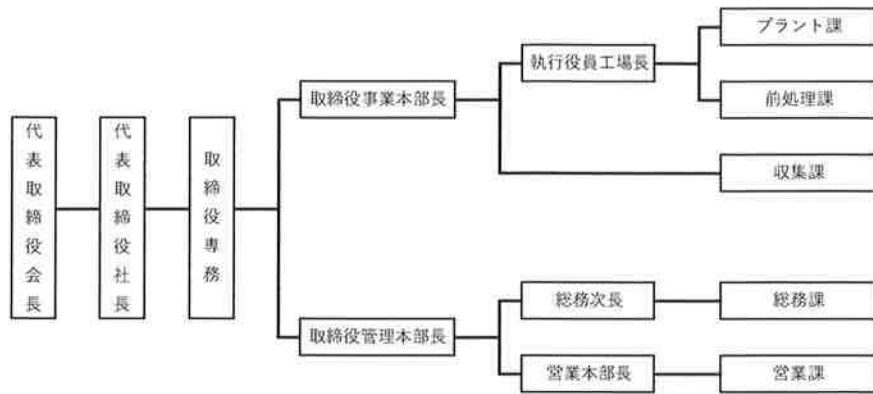 代表取締役会長
代表取締役社長
取締役専務
取締役事業本部長
執行役員工場長
プラント課
前処理課
収集課
取締役管理本部長
総務次長
総務課
営業本部長
営業課